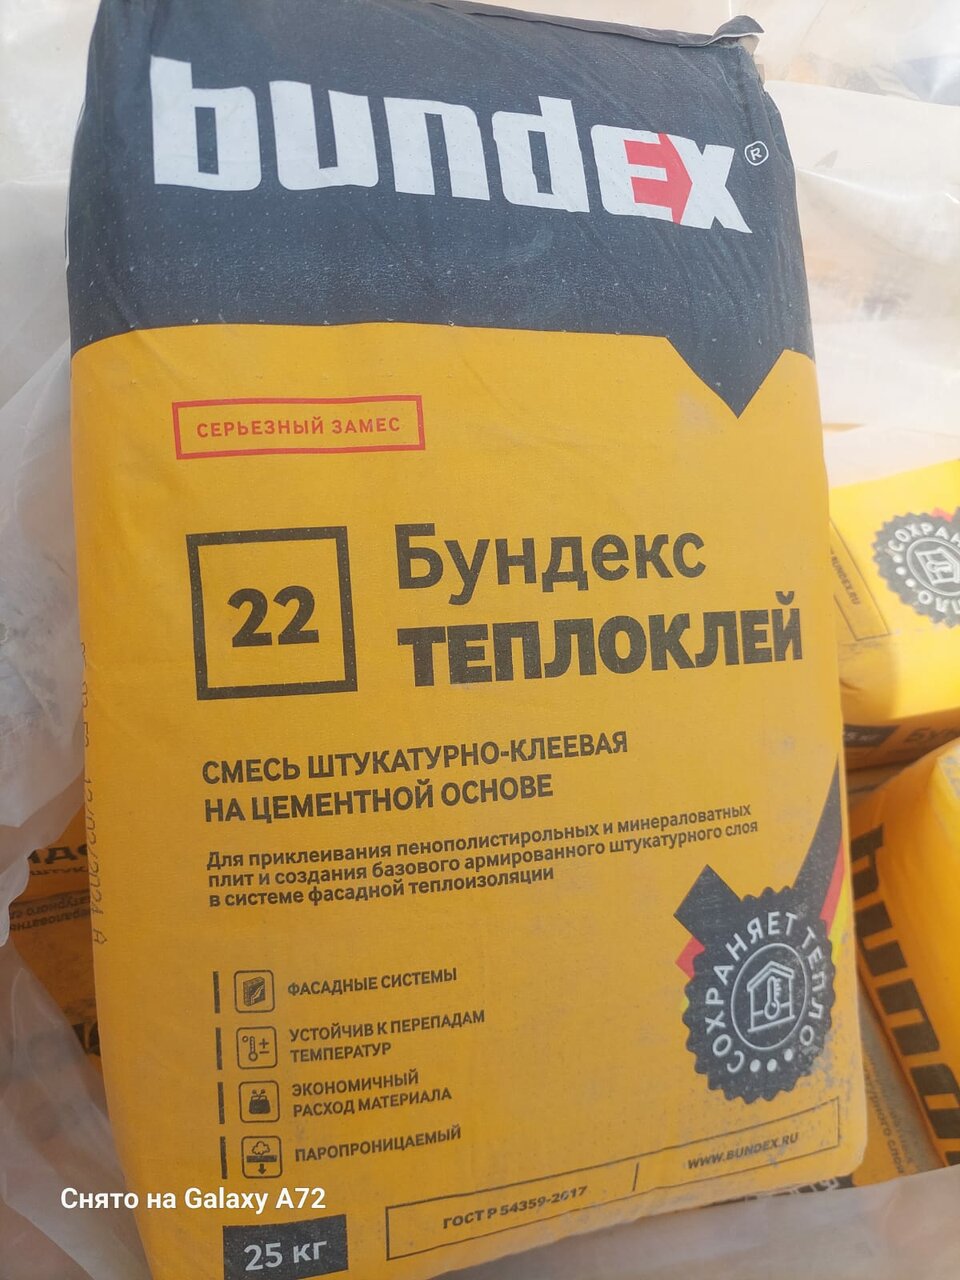 bundex®
СЕРЬЕЗНЫЙ ЗАМЕС
22
Бундекс
ТЕПЛОКЛЕЙ
СМЕСЬ ШТУКАТУРНО-КЛЕЕВАЯ
НА ЦЕМЕНТНОЙ ОСНОВЕ
Для приклеивания пенополистирольных и минераловатных
плит и создания базового армированного штукатурного слоя
в системе фасадной теплоизоляции
ФАСАДНЫЕ СИСТЕМЫ
УСТОЙЧИВ К ПЕРЕПАДАМ
ТЕМПЕРАТУР
ЭКОНОМИЧНЫЙ
РАСХОД МАТЕРИАЛА
ПАРОПРОНИЦАЕМЫЙ
СОХРАНЯЕТ ТЕПЛО
ГОСТ Р 54359-2017
WWW.BUNDEX.RU
25 кг
Снято на Galaxy A72